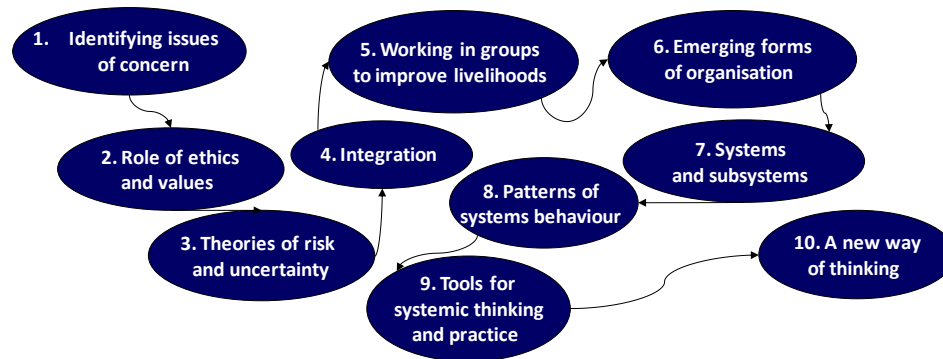 1. Identifying issues
of concern
2. Role of ethics
and values
3. Theories of risk
and uncertainty
4. Integration
5. Working in groups
to improve livelihoods
6. Emerging forms
of organisation
7. Systems
and subsystems
8. Patterns of
systems behaviour
9. Tools for
systemic thinking
and practice
10. A new way
of thinking